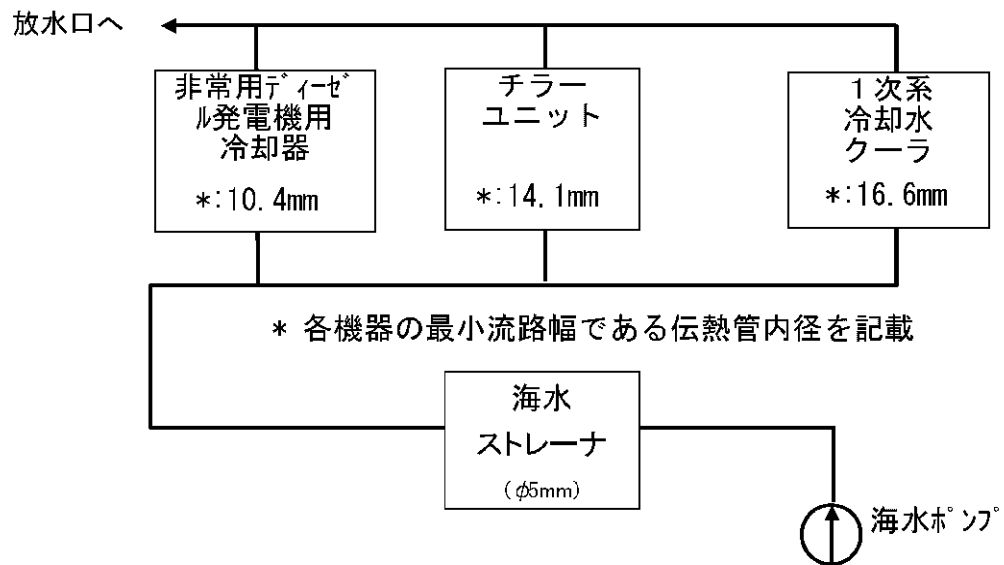 放水口へ
非常用ディーゼ
ル発電機用
冷却器
*:10.4mm
チラー
ユニット
*:14.1mm
1次系
冷却水
クーラ
*:16.6mm
* 各機器の最小流路幅である伝熱管内径を記載
海水
ストレーナ
(φ5mm)
海水ポンプ